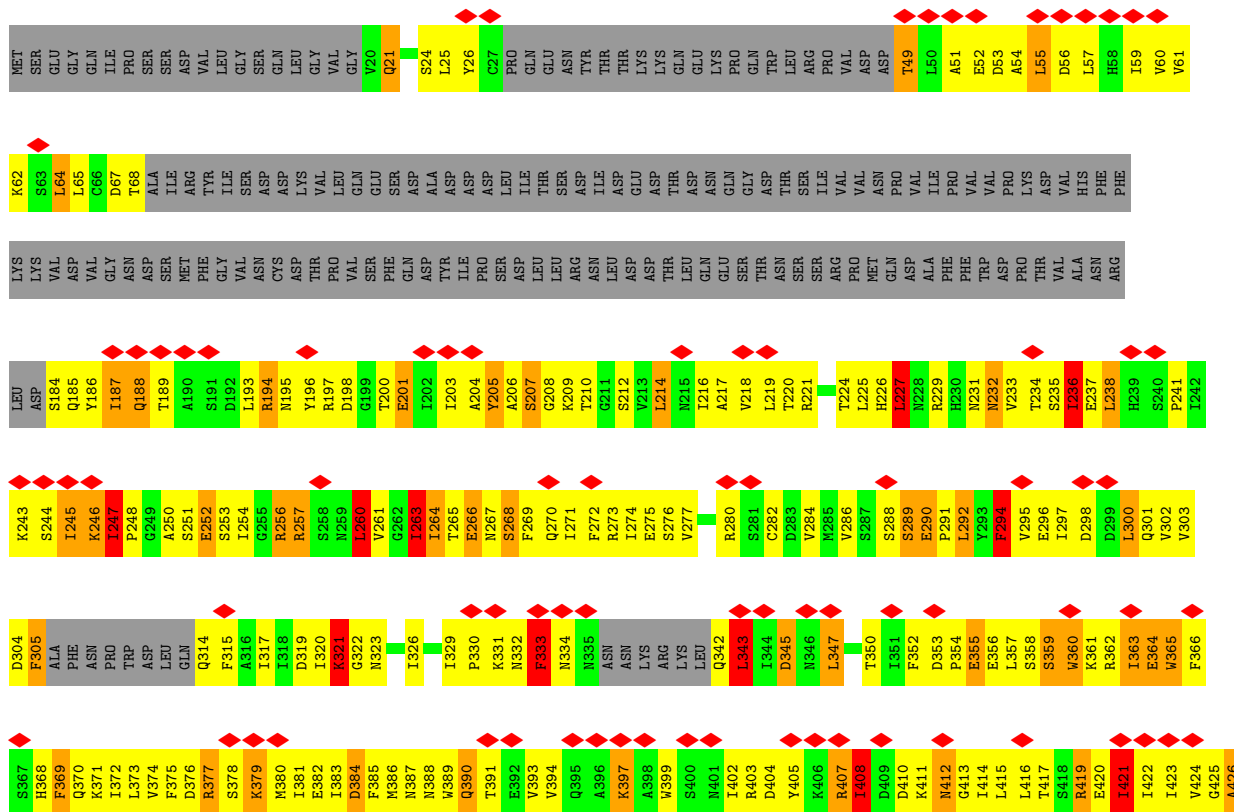 MET SER GLU GLY GLN ILE PRO SER SER ASP VAL LEU GLY SER GLN LEU GLY VAL GLY V20 Q21 S24 L25 Y26 C27 PRO GLN GLU ASN TYR THR THR LYS LYS GLN GLU LYS PRO GLN TRP LEU ARG PRO VAL ASP ASP T49 L50 A51 E52 D53 A54 L55 D56 L57 H58 I59 V60 V61
K62 S63 L64 L65 C66 D67 T68 ALA ILE ARG TYR ILE SER ASP ASP LYS VAL LEU GLN GLU SER ASP ALA ASP ASP ASP LEU ILE THR SER ASP ILE ASP GLU ASP THR ASP ASN GLN GLY ASP THR SER ILE VAL VAL ASN PRO VAL ILE PRO VAL VAL PRO LYS ASP VAL HIS PHE PHE
LYS LYS VAL ASP VAL GLY ASN ASP SER MET PHE GLY VAL ASN CYS ASP THR PRO VAL SER PHE GLN ASP TYR ILE PRO SER ASP LEU LEU ARG ASN LEU ASP ASP THR LEU GLN GLU SER THR ASN SER SER ARG PRO MET GLN ASP ALA PHE PHE TRP ASP PRO THR VAL ALA ASN ARG
LEU ASP S184 Q185 Y186 I187 Q188 T189 A190 S191 D192 L193 R194 N195 Y196 R197 D198 G199 T200 E201 I202 I203 A204 Y205 A206 S207 G208 K209 T210 G211 S212 V213 L214 N215 I216 A217 V218 L219 T220 R221 T224 L225 H226 L227 N228 R229 H230 N231 N232 V233 T234 S235 I236 E237 L238 H239 S240 P241 I242
K243 S244 I245 K246 I247 P248 G249 A250 S251 E252 S253 I254 G255 R256 R257 S258 N259 L260 V261 G262 I263 I264 T265 E266 N267 S268 F269 Q270 I271 F272 R273 I274 E275 S276 V277 R280 S281 C282 D283 V284 M285 V286 S287 S288 S289 E290 P291 L292 Y293 F294 V295 E296 I297 D298 D299 L300 Q301 V302 V303
D304 F305 ALA PHE ASN PRO TRP ASP LEU GLN Q314 F315 A316 I317 I318 D319 I320 K321 G322 N323 I326 I329 P330 K331 N332 F333 N334 N335 ASN ASN LYS ARG LYS LEU Q342 L343 I344 D345 N346 L347 T350 I351 F352 D353 P354 E355 E356 L357 S358 S359 W360 K361 R362 I363 E364 W365 F366
S367 H368 F369 Q370 K371 I372 L373 V374 F375 D376 R377 S378 K379 M380 I381 E382 I383 D384 F385 M386 N387 N388 W389 Q390 T391 E392 V393 V394 Q395 A396 K397 A398 W399 S400 N401 I402 R403 D404 Y405 K406 R407 I408 D409 D410 K411 N412 G413 I414 L415 L416 T417 S418 R419 E420 I421 I422 I423 V424 G425 A426